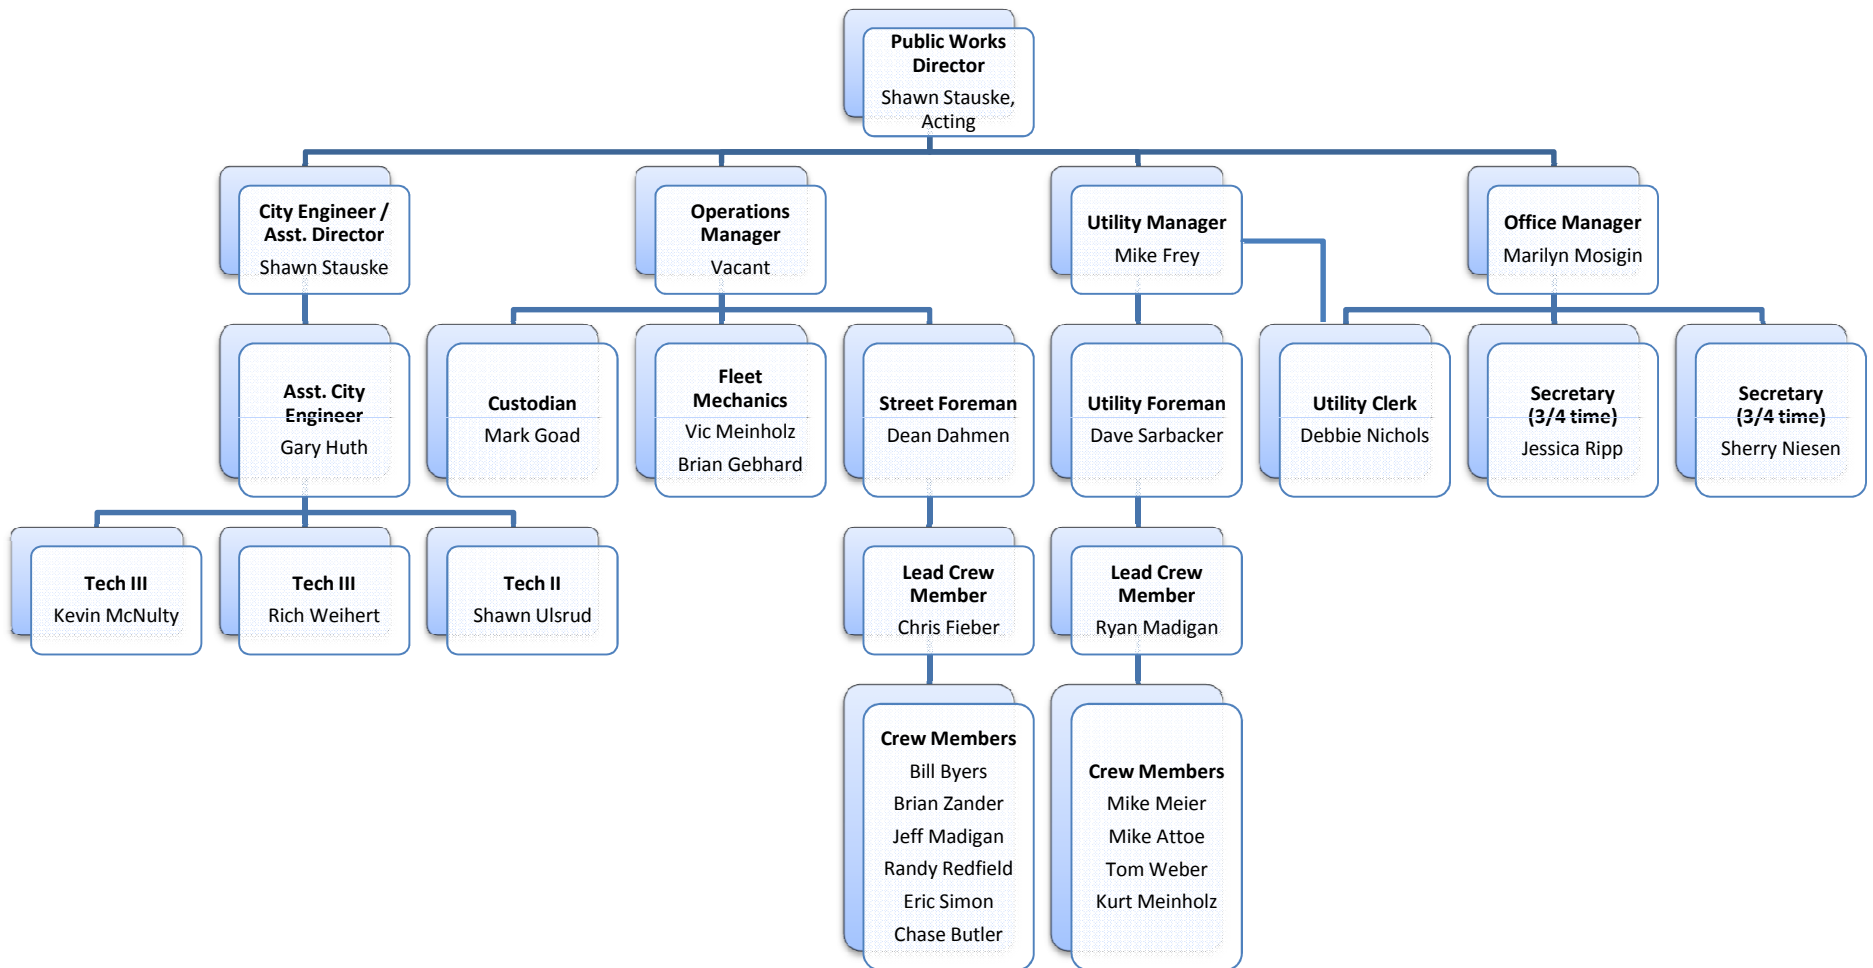 Public Works
Director
Shawn Stauske,
Acting
City Engineer /
Asst. Director
Shawn Stauske
Operations
Manager
Vacant
Utility Manager
Mike Frey
Office Manager
Marilyn Mosigin
Asst. City
Engineer
Gary Huth
Custodian
Mark Goad
Fleet
Mechanics
Vic Meinholz
Brian Gebhard
Street Foreman
Dean Dahmen
Utility Foreman
Dave Sarbacker
Utility Clerk
Debbie Nichols
Secretary
(3/4 time)
Jessica Ripp
Secretary
(3/4 time)
Sherry Niesen
Tech III
Kevin McNulty
Tech III
Rich Weihert
Tech II
Shawn Ulsrud
Lead Crew
Member
Chris Fieber
Lead Crew
Member
Ryan Madigan
Crew Members
Bill Byers
Brian Zander
Jeff Madigan
Randy Redfield
Eric Simon
Chase Butler
Crew Members
Mike Meier
Mike Attoe
Tom Weber
Kurt Meinholz